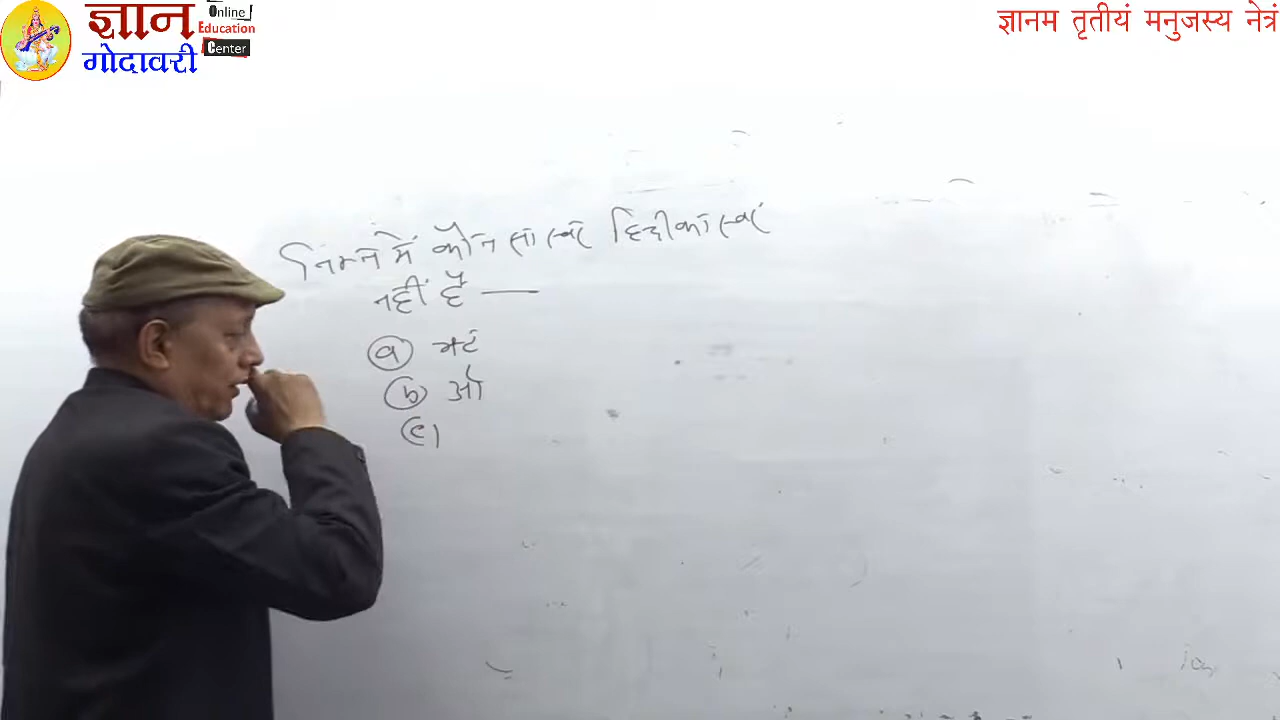 ज्ञान
गोदावरी
Online
Education
Center
ज्ञानम तृतीयं मनुजस्य नेत्रं
निम्न में कौन सा स्वर हिन्दी का स्वर
नहीं है —
(a)
(b) ओ
(c)